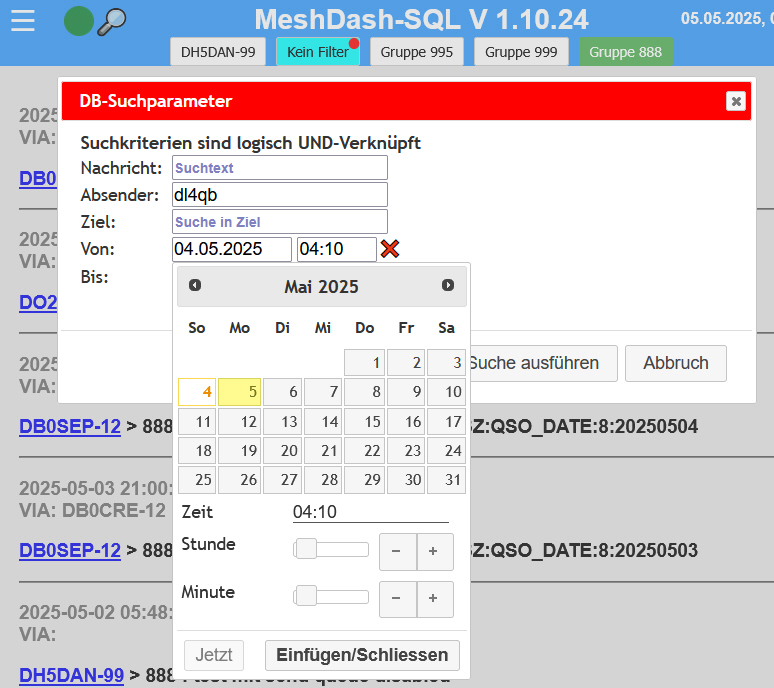 MeshDash-SQL V 1.10.24
05.05.2025,
DH5DAN-99 Kein Filter Gruppe 995 Gruppe 999 Gruppe 888
DB-Suchparameter
2025
VIA:
DB0
Suchkriterien sind logisch UND-Verknüpft
Nachricht: Suchtext
Absender: dl4qb
Ziel: Suche in Ziel
Von: 04.05.2025 04:10
Bis:
2025
VIA:
DO2
Mai 2025
So Mo Di Mi Do Fr Sa
1 2 3
4 5 6 7 8 9 10
11 12 13 14 15 16 17
18 19 20 21 22 23 24
25 26 27 28 29 30 31
Zeit 04:10
Stunde − +
Minute − +
Jetzt Einfügen/Schliessen
Suche ausführen Abbruch
2025
VIA:
DB0SEP-12 > 888 Z:QSO_DATE:8:20250504
2025-05-03 21:00:
VIA: DB0CRE-12
DB0SEP-12 > 888 Z:QSO_DATE:8:20250503
2025-05-02 05:48:
VIA:
DH5DAN-99 > 888